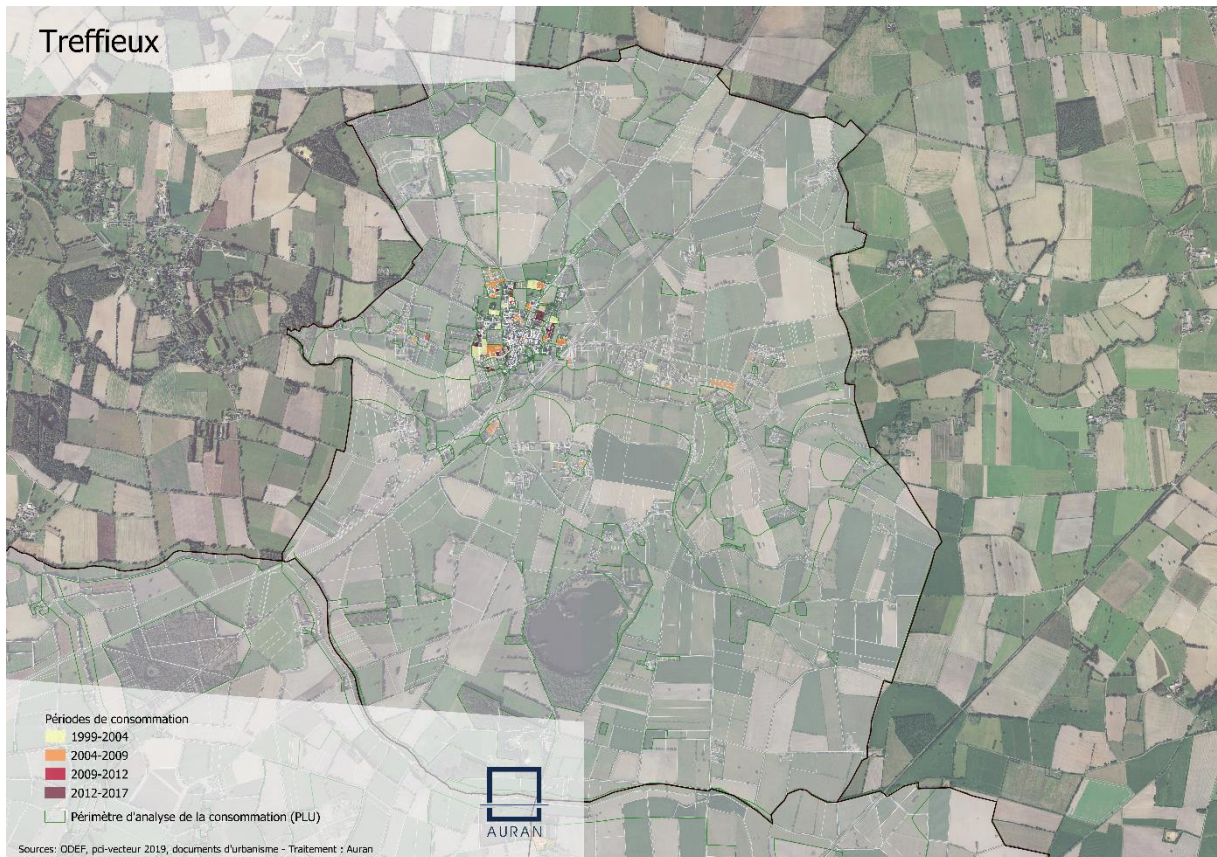 Treffieux
Périodes de consommation
1999-2004
2004-2009
2009-2012
2012-2017
Périmètre d'analyse de la consommation (PLU)
AURAN
Sources: ODEF, pci-vecteur 2019, documents d'urbanisme - Traitement : Auran